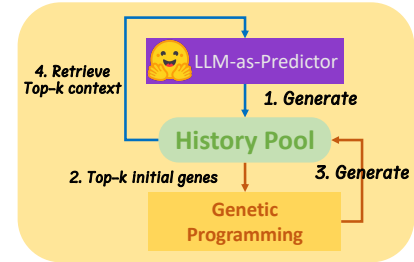 4. Retrieve
Top-k context
LLM-as-Predictor
1. Generate
History Pool
2. Top-k initial genes
3. Generate
Genetic
Programming